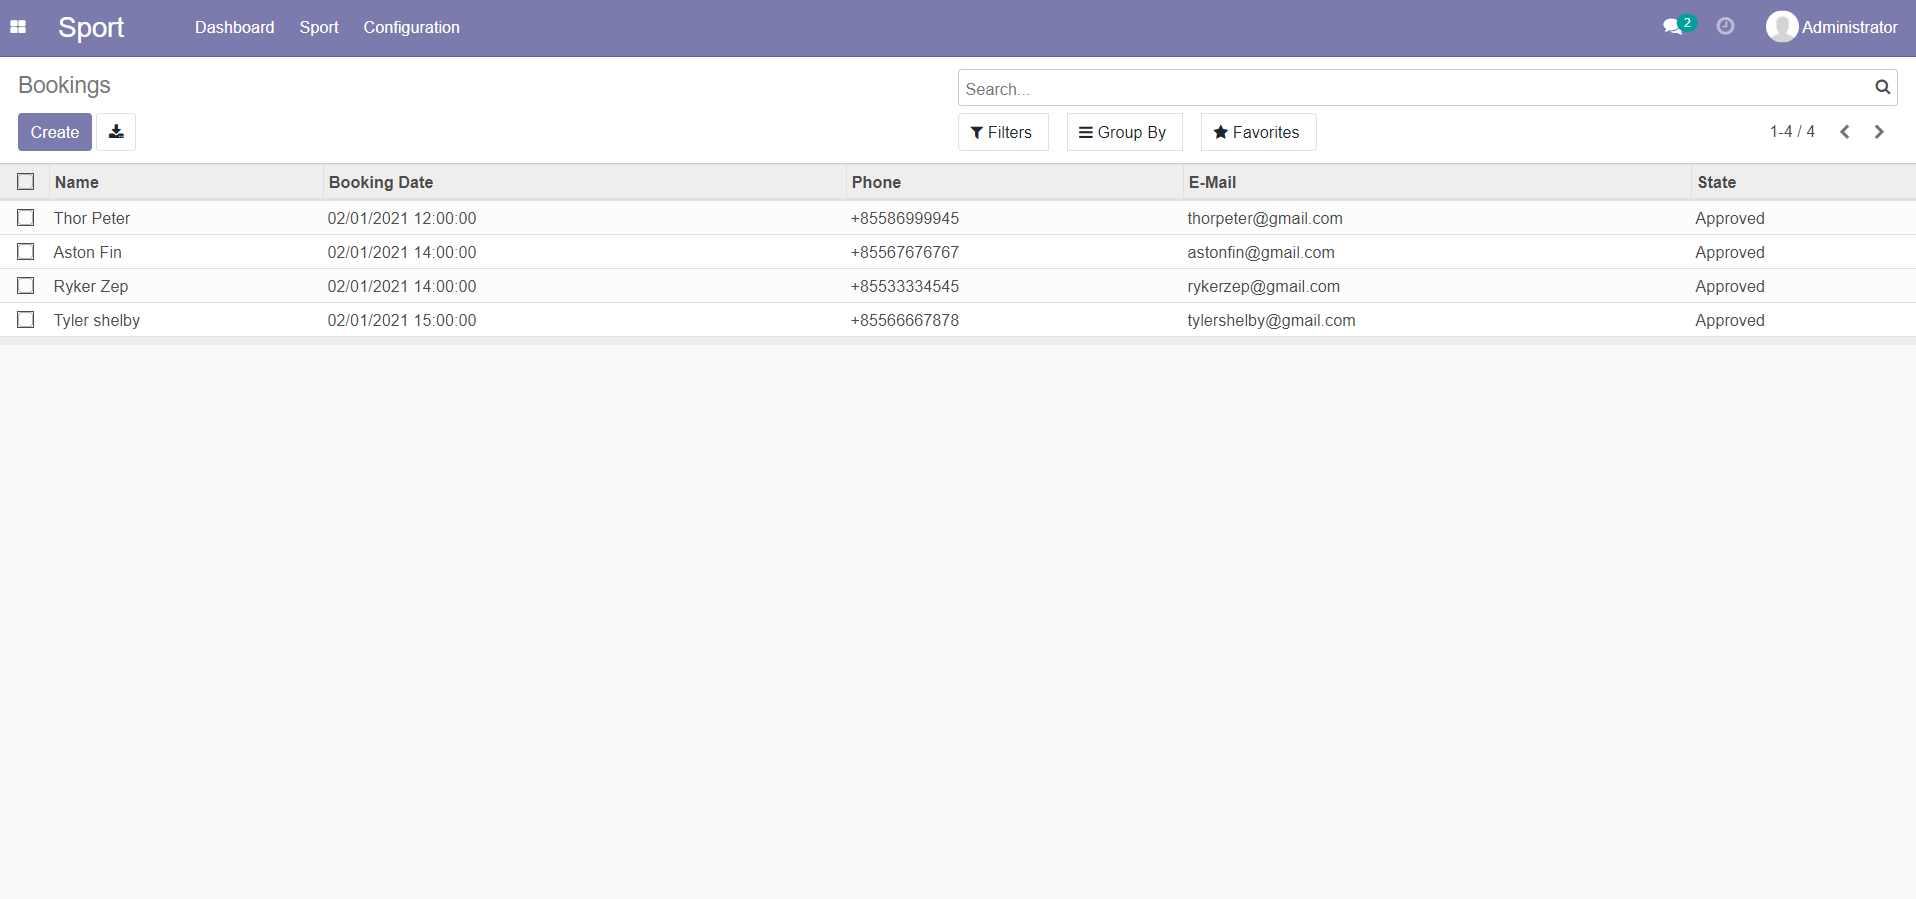 Sport Dashboard Sport Configuration 2 Administrator
Bookings Search...
Create Filters Group By Favorites 1-4 / 4
Name Booking Date Phone E-Mail State
Thor Peter 02/01/2021 12:00:00 +85586999945 thorpeter@gmail.com Approved
Aston Fin 02/01/2021 14:00:00 +85567676767 astonfin@gmail.com Approved
Ryker Zep 02/01/2021 14:00:00 +85533334545 rykerzep@gmail.com Approved
Tyler shelby 02/01/2021 15:00:00 +85566667878 tylershelby@gmail.com Approved